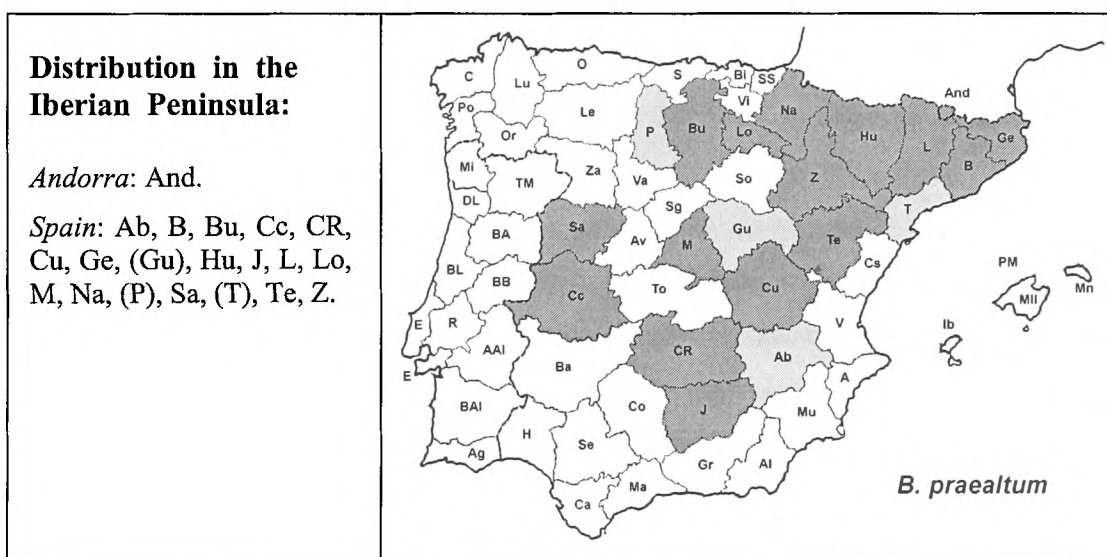 Distribution in the
Iberian Peninsula:
Andorra: And.
Spain: Ab, B, Bu, Cc, CR,
Cu, Ge, (Gu), Hu, J, L, Lo,
M, Na, (P), Sa, (T), Te, Z.
C
Lu
O
S
Bi
SS
Vi
Na
And
Po
Le
P
Bu
Lo
Hu
L
Ge
Or
B
Mi
TM
Za
Va
So
Z
DL
Sg
T
BA
Sa
Av
M
Gu
Te
Cs
PM
BL
BB
Cc
To
Cu
Mll
Mn
E
R
V
Ib
AAl
CR
Ab
E
Ba
A
BAl
Co
J
Mu
H
Se
Ag
Gr
Al
Ma
Ca
B. praealtum